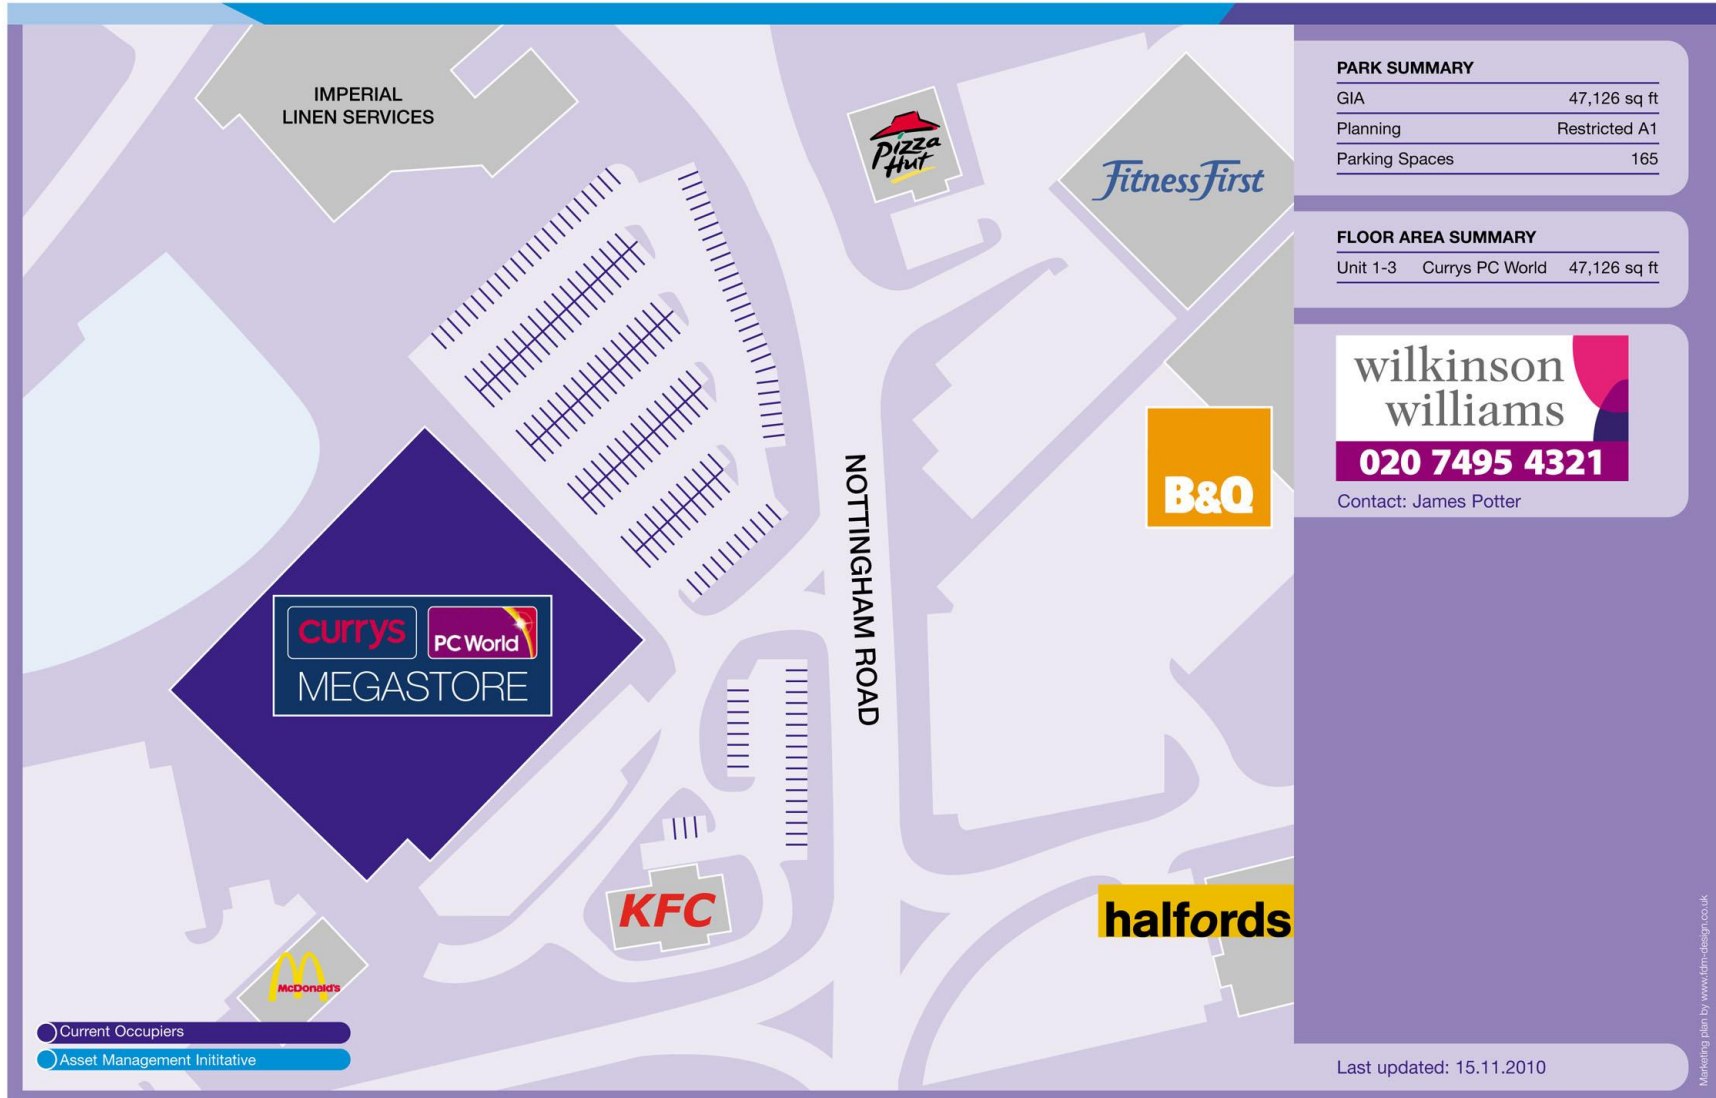 IMPERIAL
LINEN SERVICES
Pizza
Hut
Fitness First
B&Q
NOTTINGHAM ROAD
currys
PC World
MEGASTORE
KFC
halfords
McDonald's
Current Occupiers
Asset Management Inititative
PARK SUMMARY
GIA 47,126 sq ft
Planning Restricted A1
Parking Spaces 165
FLOOR AREA SUMMARY
Unit 1-3 Currys PC World 47,126 sq ft
wilkinson
williams
020 7495 4321
Contact: James Potter
Last updated: 15.11.2010
Marketing plan by www.fdm-design.co.uk